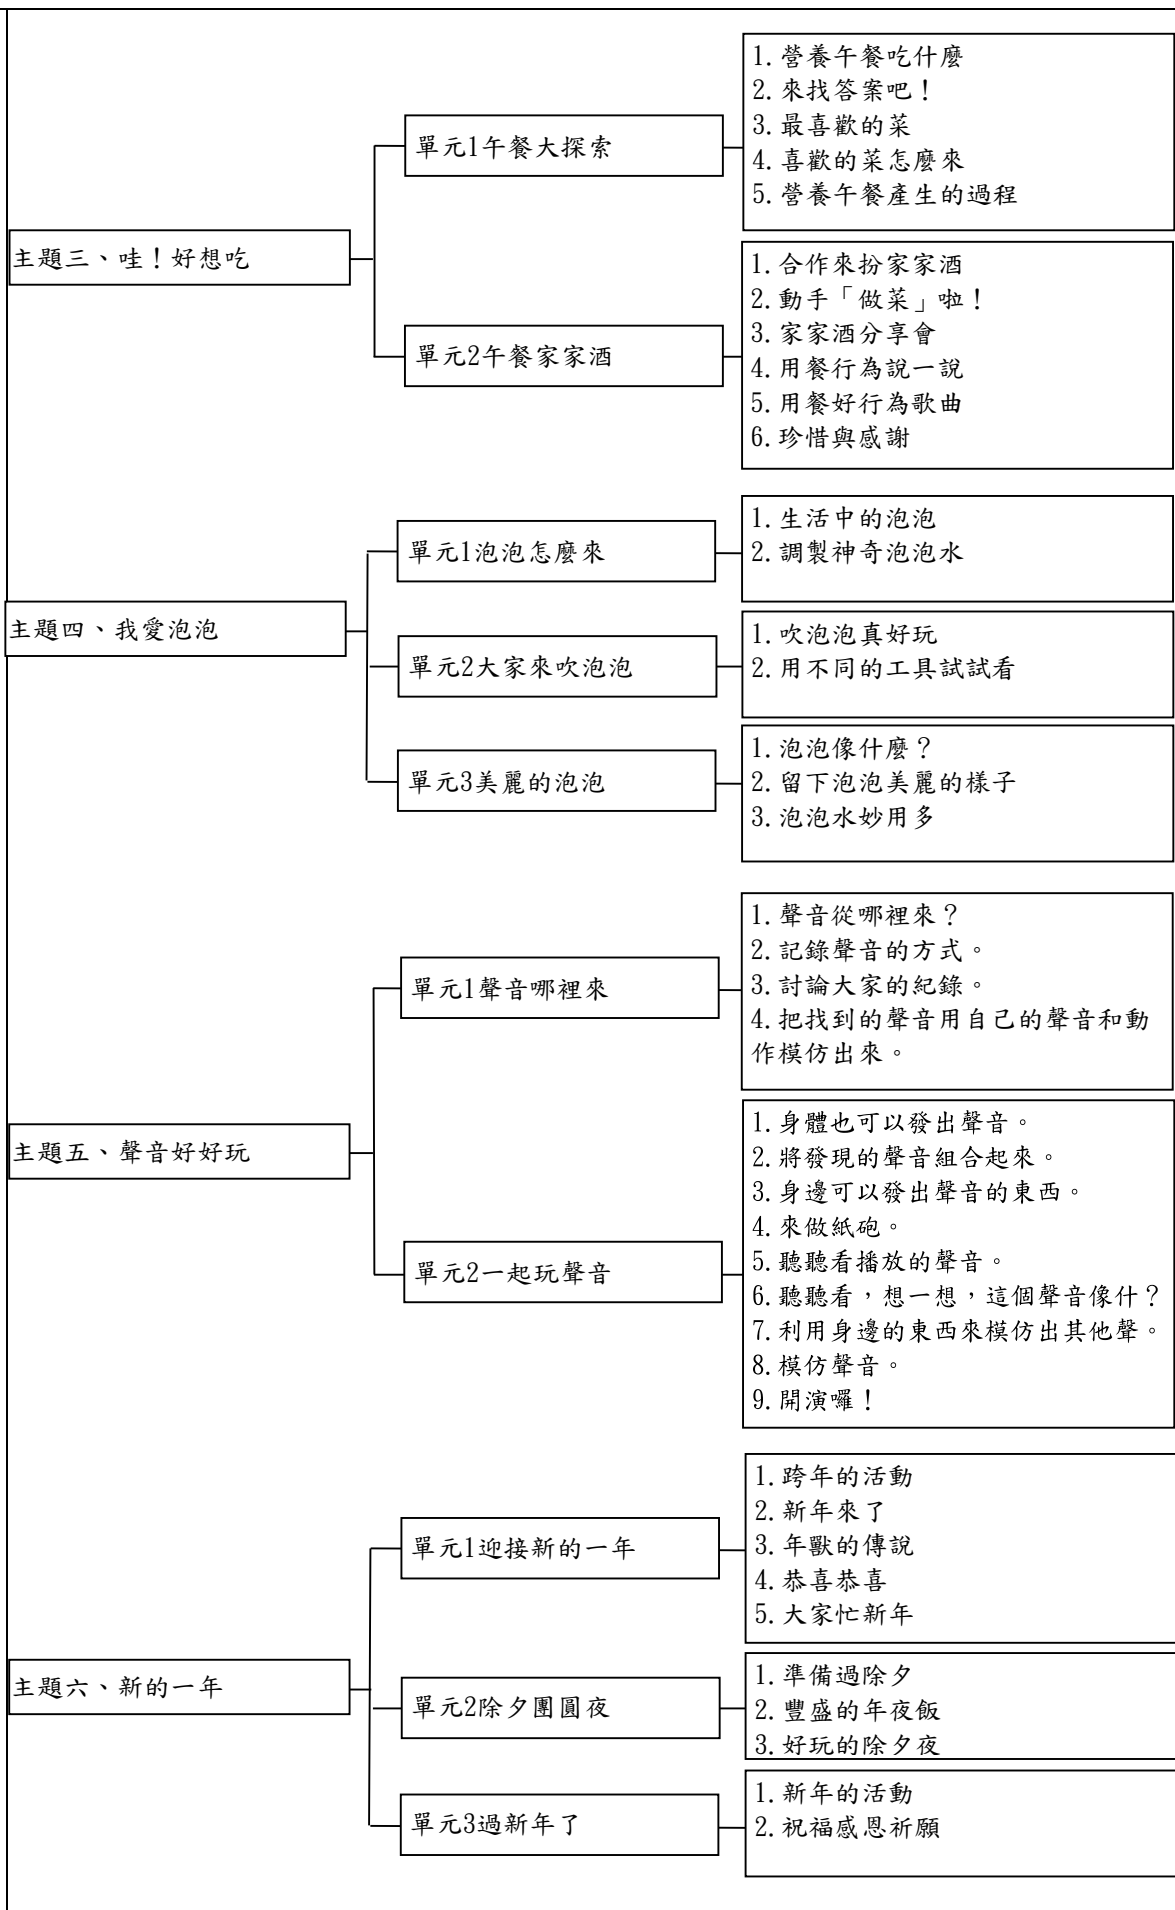 主題三、哇！好想吃
單元1午餐大探索
1.營養午餐吃什麼
2.來找答案吧！
3.最喜歡的菜
4.喜歡的菜怎麼來
5.營養午餐產生的過程
單元2午餐家家酒
1.合作來扮家家酒
2.動手「做菜」啦！
3.家家酒分享會
4.用餐行為說一說
5.用餐好行為歌曲
6.珍惜與感謝
主題四、我愛泡泡
單元1泡泡怎麼來
1.生活中的泡泡
2.調製神奇泡泡水
單元2大家來吹泡泡
1.吹泡泡真好玩
2.用不同的工具試試看
單元3美麗的泡泡
1.泡泡像什麼？
2.留下泡泡美麗的樣子
3.泡泡水妙用多
主題五、聲音好好玩
單元1聲音哪裡來
1.聲音從哪裡來？
2.記錄聲音的方式。
3.討論大家的紀錄。
4.把找到的聲音用自己的聲音和動
作模仿出來。
單元2一起玩聲音
1.身體也可以發出聲音。
2.將發現的聲音組合起來。
3.身邊可以發出聲音的東西。
4.來做紙砲。
5.聽聽看播放的聲音。
6.聽聽看，想一想，這個聲音像什？
7.利用身邊的東西來模仿出其他聲。
8.模仿聲音。
9.開演囉！
主題六、新的一年
單元1迎接新的一年
1.跨年的活動
2.新年來了
3.年獸的傳說
4.恭喜恭喜
5.大家忙新年
單元2除夕團圓夜
1.準備過除夕
2.豐盛的年夜飯
3.好玩的除夕夜
單元3過新年了
1.新年的活動
2.祝福感恩祈願